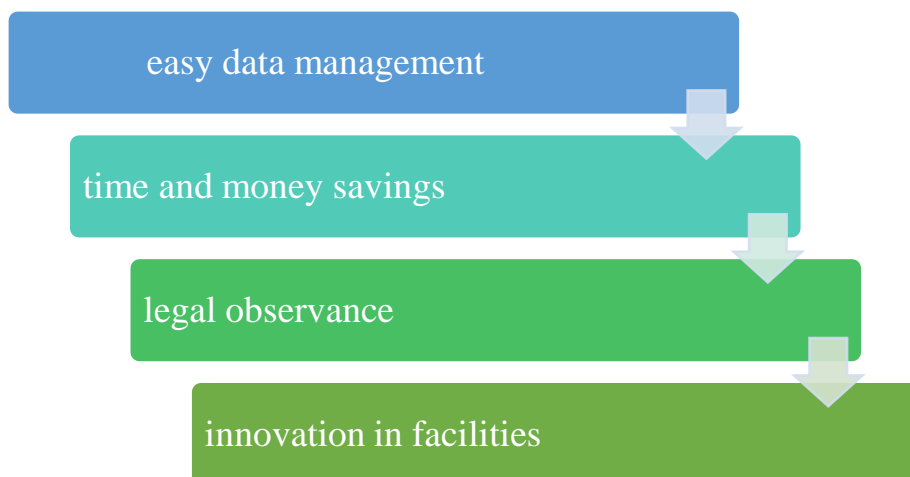 easy data management
time and money savings
legal observance
innovation in facilities